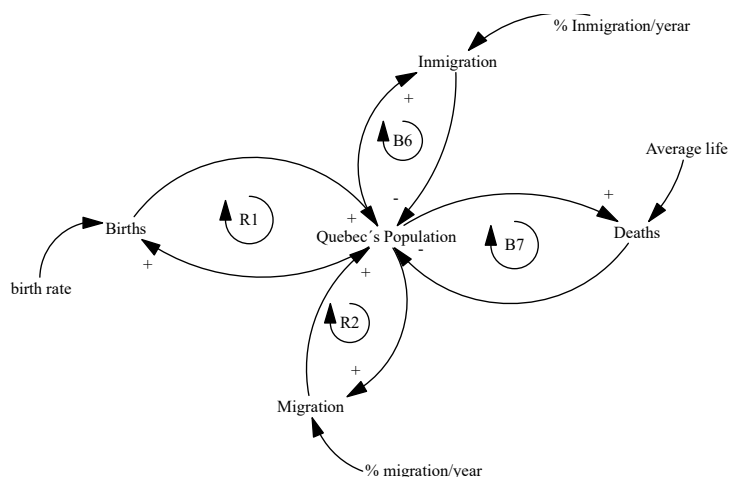 % Inmigration/yerar
Inmigration
+
B6
Average life
-
+
R1
+
Births
Quebec´s Population
Deaths
-
B7
+
+
birth rate
R2
+
Migration
% migration/year